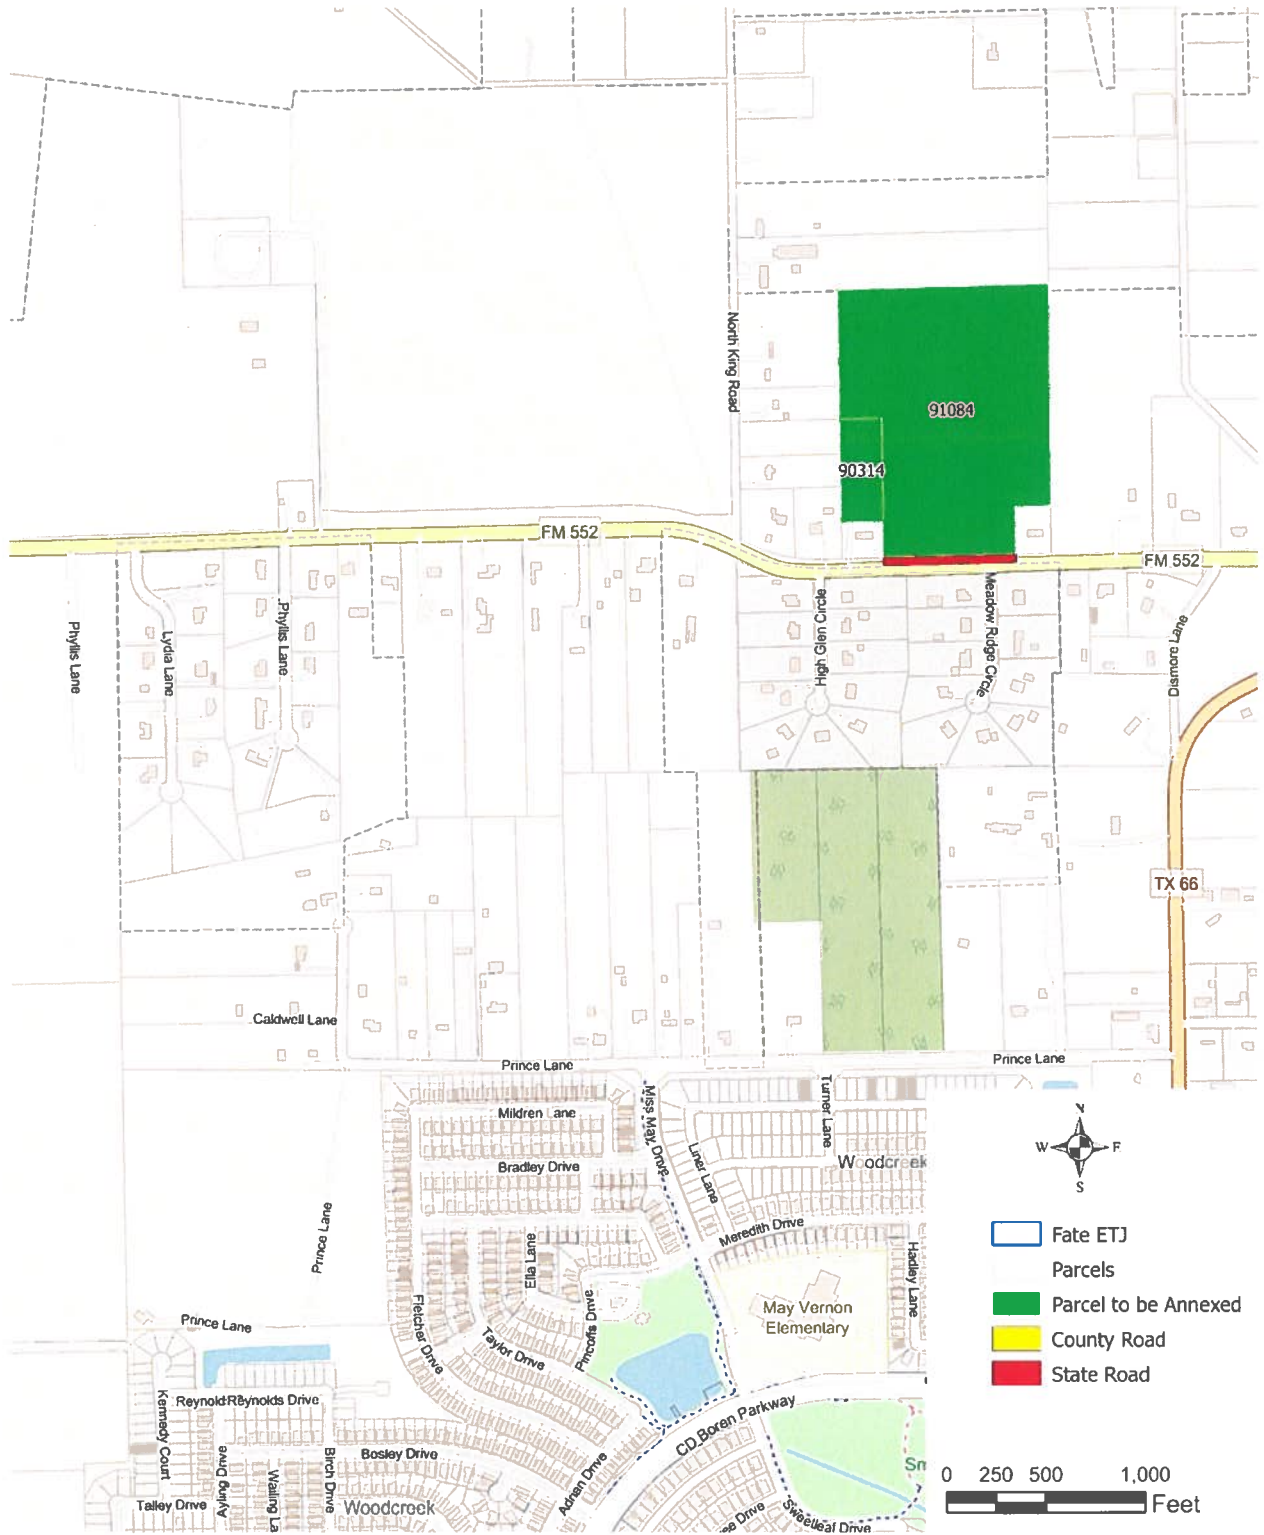 North King Road
91084
90314
FM 552
FM 552
Phyllis Lane
Lydia Lane
Phyllis Lane
High Glen Circle
Meadow Ridge Circle
Dismore Lane
TX 66
Caldwell Lane
Prince Lane
Prince Lane
Mildren Lane
Miss May Drive
Turner Lane
Bradley Drive
Liner Lane
Woodcreek
Prince Lane
Meredith Drive
Ella Lane
Hadley Lane
Fletcher Drive
Pincoffs Drive
May Vernon
Elementary
Prince Lane
Taylor Drive
Reynolds Drive
Kennedy Court
CD Boren Parkway
Bosley Drive
Ayling Drive
Birch Drive
Adrian Drive
Talley Drive
Woodcreek
Sweetleaf Drive
N
W
E
S
Fate ETJ
Parcels
Parcel to be Annexed
County Road
State Road
0 250 500 1,000
Feet